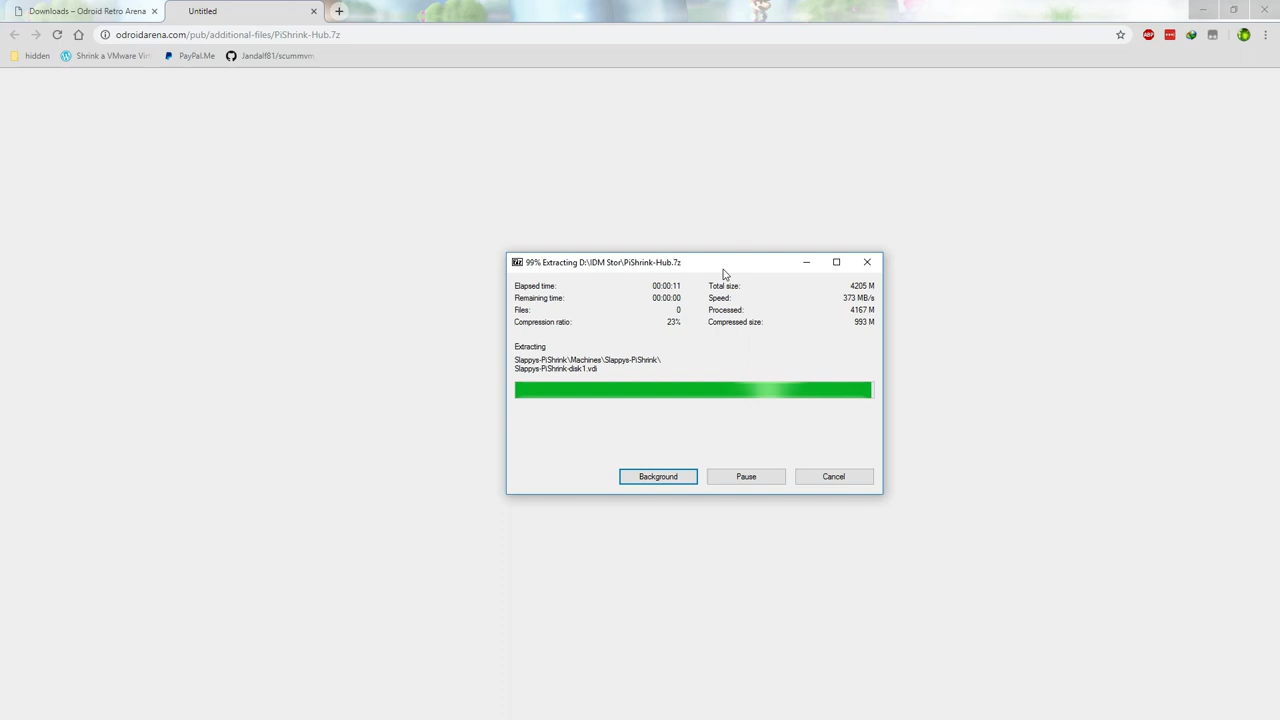 Downloads – Odroid Retro Arena
Untitled
odroidarena.com/pub/additional-files/PiShrink-Hub.7z
hidden
Shrink a VMware Virt
PayPal.Me
Jandalf81/scummvm
99% Extracting D:\IDM Stor\PiShrink-Hub.7z
Elapsed time: 00:00:11 Total size: 4205 M
Remaining time: 00:00:00 Speed: 373 MB/s
Files: 0 Processed: 4167 M
Compression ratio: 23% Compressed size: 993 M
Extracting
Slappys-PiShrink\Machines\Slappys-PiShrink\
Slappys-PiShrink-disk1.vdi
Background Pause Cancel